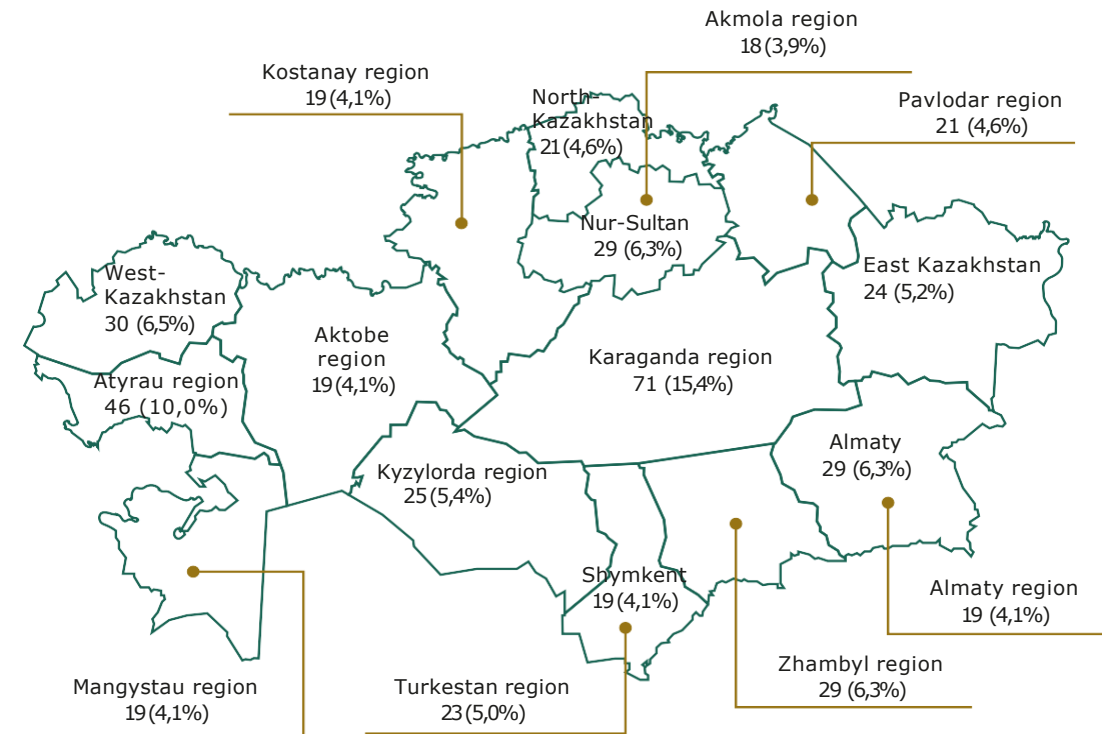 Akmola region
18 (3,9%)
Kostanay region
19 (4,1%)
North-
Kazakhstan
21 (4,6%)
Pavlodar region
21 (4,6%)
Nur-Sultan
29 (6,3%)
West-
Kazakhstan
30 (6,5%)
East Kazakhstan
24 (5,2%)
Aktobe
region
19 (4,1%)
Karaganda region
71 (15,4%)
Atyrau region
46 (10,0%)
Almaty
29 (6,3%)
Kyzylorda region
25 (5,4%)
Shymkent
19 (4,1%)
Almaty region
19 (4,1%)
Zhambyl region
29 (6,3%)
Mangystau region
19 (4,1%)
Turkestan region
23 (5,0%)